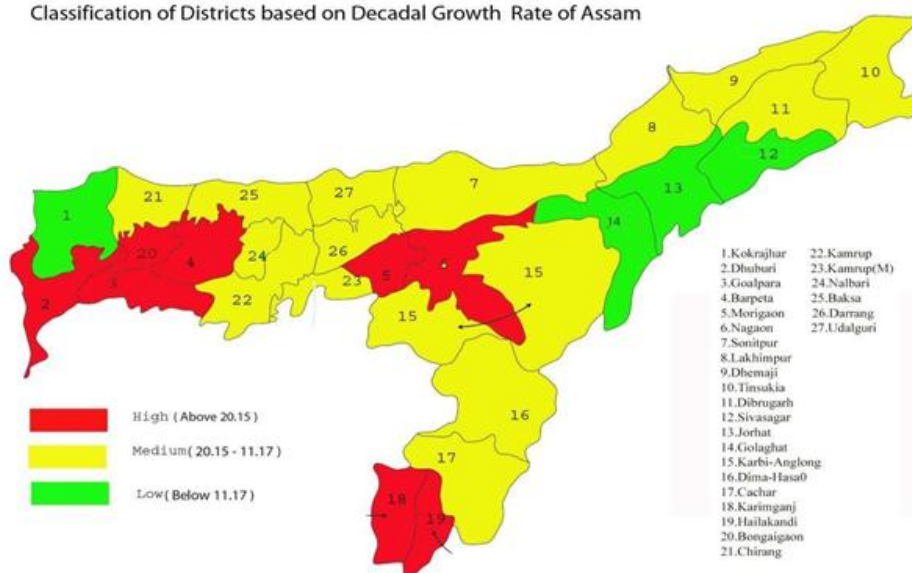 Classification of Districts based on Decadal Growth Rate of Assam
9
10
11
8
12
7
13
27
25
21
1
14
20
4
24
26
6
5
15
3
23
2
22
15
16
17
18
19
High ( Above 20.15)
Medium( 20.15 - 11.17)
Low( Below 11.17 )
1.Kokrajhar
2.Dhuburi
3.Goalpara
4.Barpeta
5.Morigaon
6.Nagaon
7.Sonitpur
8.Lakhimpur
9.Dhemaji
10.Tinsukia
11.Dibrugarh
12.Sivasagar
13.Jorhat
14.Golaghat
15.Karbi-Anglong
16.Dima-Hasa0
17.Cachar
18.Karimganj
19.Hailakandi
20.Bongaigaon
21.Chirang
22.Kamrup
23.Kamrup(M)
24.Nalbari
25.Baksa
26.Darrang
27.Udalguri